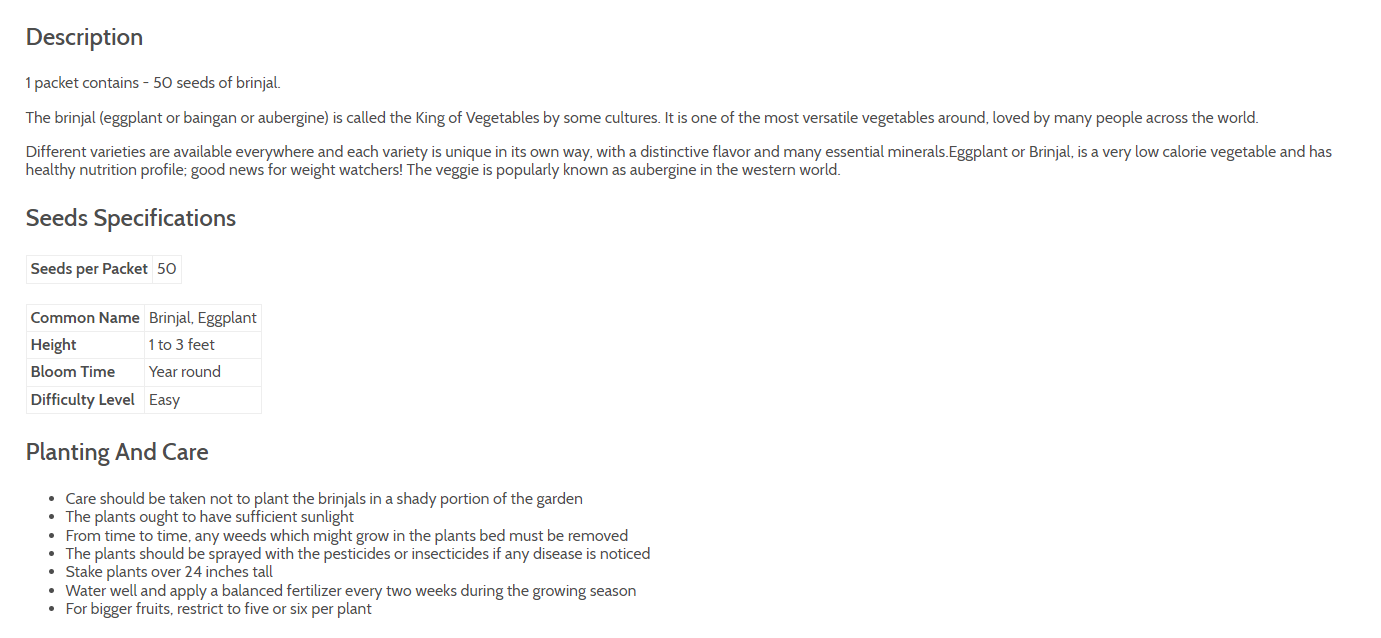 Description
1 packet contains - 50 seeds of brinjal.
The brinjal (eggplant or baingan or aubergine) is called the King of Vegetables by some cultures. It is one of the most versatile vegetables around, loved by many people across the world.
Different varieties are available everywhere and each variety is unique in its own way, with a distinctive flavor and many essential minerals.Eggplant or Brinjal, is a very low calorie vegetable and has
healthy nutrition profile; good news for weight watchers! The veggie is popularly known as aubergine in the western world.
Seeds Specifications
Seeds per Packet 50
Common Name Brinjal, Eggplant
Height 1 to 3 feet
Bloom Time Year round
Difficulty Level Easy
Planting And Care
• Care should be taken not to plant the brinjals in a shady portion of the garden
• The plants ought to have sufficient sunlight
• From time to time, any weeds which might grow in the plants bed must be removed
• The plants should be sprayed with the pesticides or insecticides if any disease is noticed
• Stake plants over 24 inches tall
• Water well and apply a balanced fertilizer every two weeks during the growing season
• For bigger fruits, restrict to five or six per plant